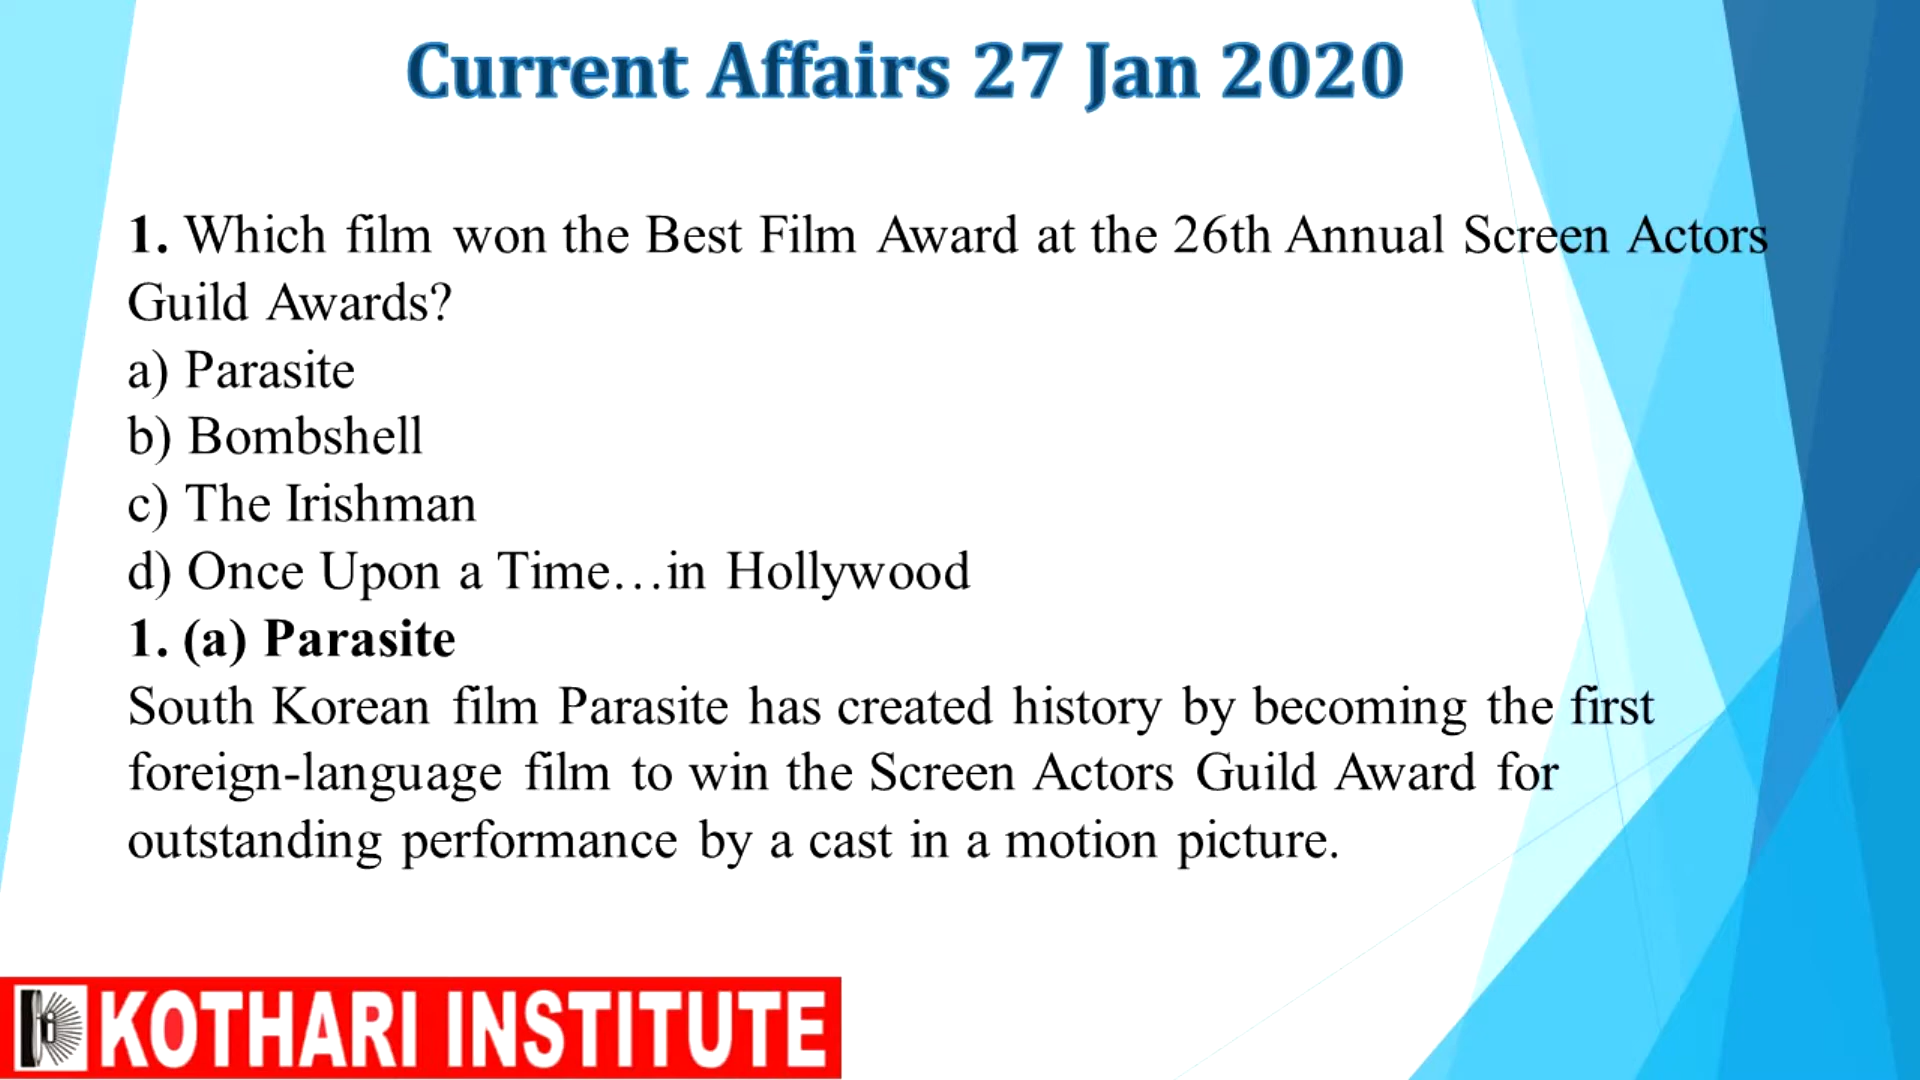 Current Affairs 27 Jan 2020
1. Which film won the Best Film Award at the 26th Annual Screen Actors
Guild Awards?
a) Parasite
b) Bombshell
c) The Irishman
d) Once Upon a Time…in Hollywood
1. (a) Parasite
South Korean film Parasite has created history by becoming the first
foreign-language film to win the Screen Actors Guild Award for
outstanding performance by a cast in a motion picture.
KOTHARI INSTITUTE